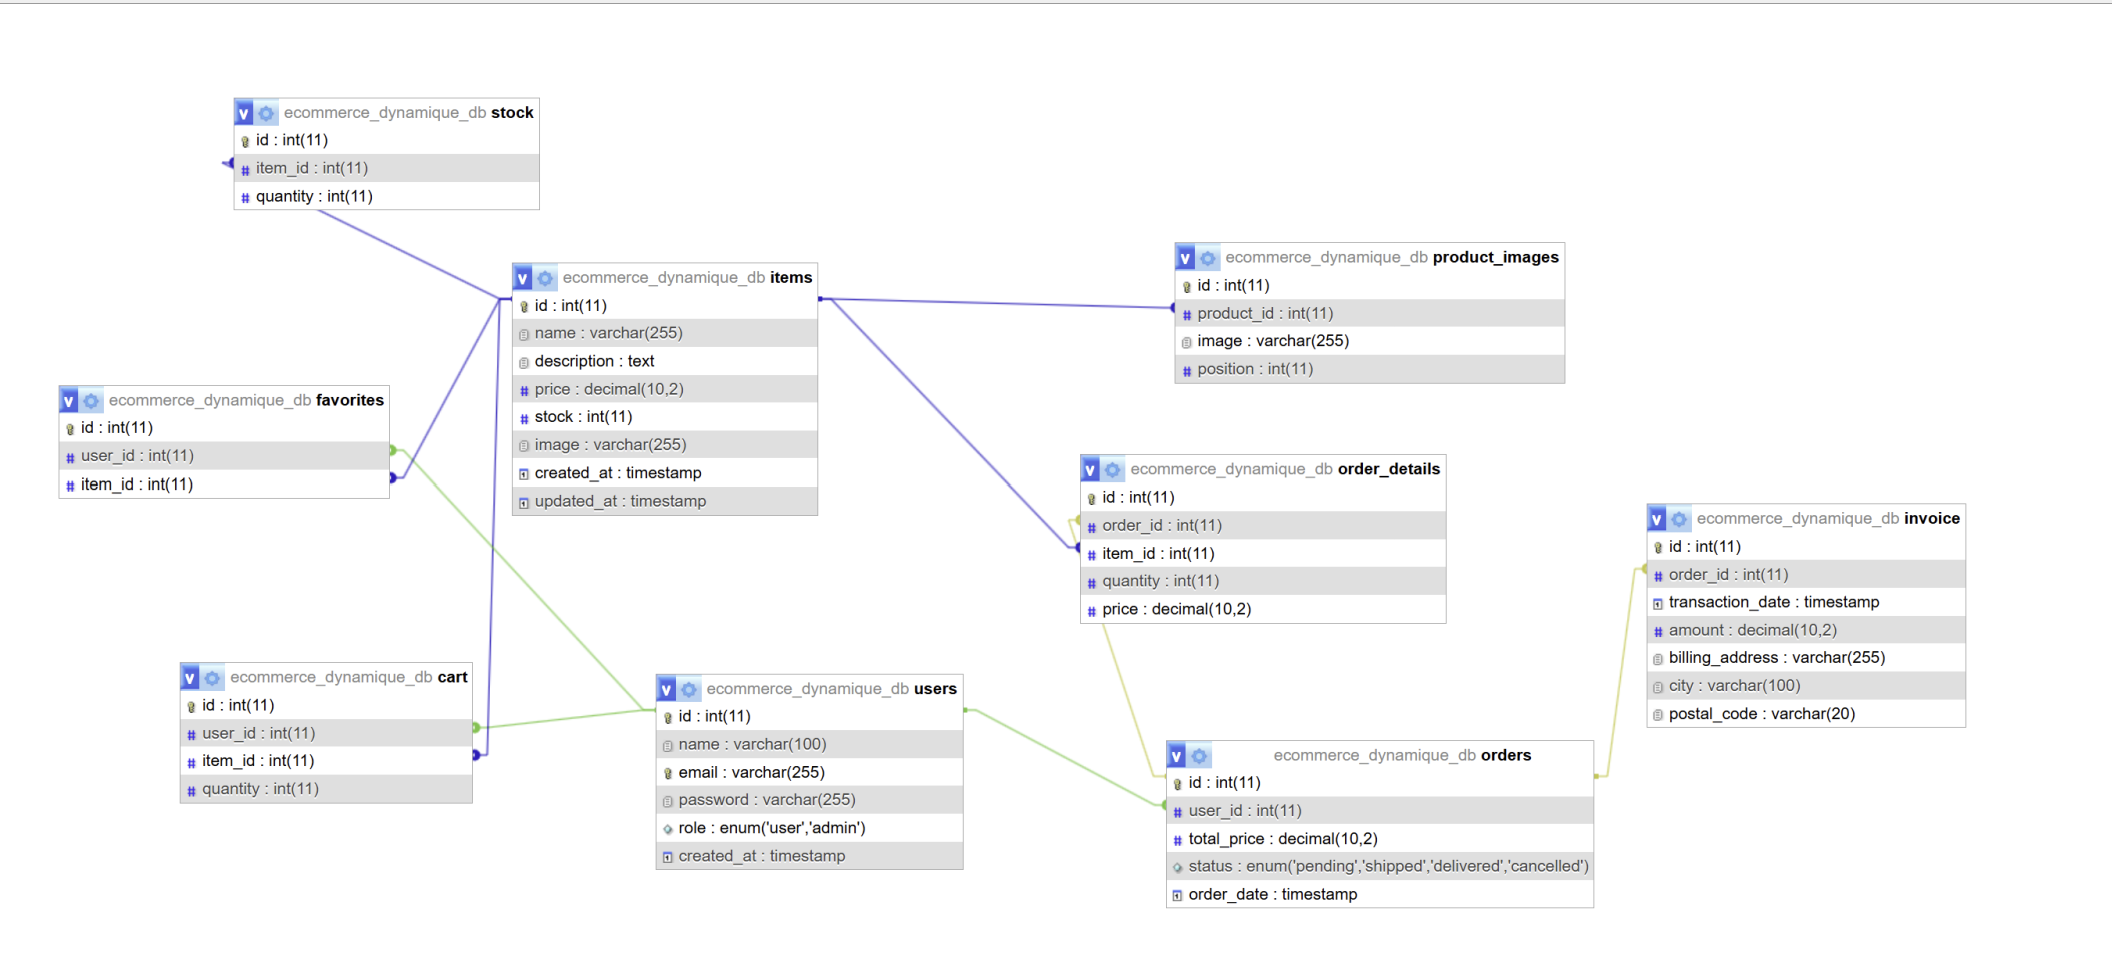 ecommerce_dynamique_db stock
id : int(11)
item_id : int(11)
quantity : int(11)
ecommerce_dynamique_db items
id : int(11)
name : varchar(255)
description : text
price : decimal(10,2)
stock : int(11)
image : varchar(255)
created_at : timestamp
updated_at : timestamp
ecommerce_dynamique_db product_images
id : int(11)
product_id : int(11)
image : varchar(255)
position : int(11)
ecommerce_dynamique_db favorites
id : int(11)
user_id : int(11)
item_id : int(11)
ecommerce_dynamique_db order_details
id : int(11)
order_id : int(11)
item_id : int(11)
quantity : int(11)
price : decimal(10,2)
ecommerce_dynamique_db invoice
id : int(11)
order_id : int(11)
transaction_date : timestamp
amount : decimal(10,2)
billing_address : varchar(255)
city : varchar(100)
postal_code : varchar(20)
ecommerce_dynamique_db cart
id : int(11)
user_id : int(11)
item_id : int(11)
quantity : int(11)
ecommerce_dynamique_db users
id : int(11)
name : varchar(100)
email : varchar(255)
password : varchar(255)
role : enum('user','admin')
created_at : timestamp
ecommerce_dynamique_db orders
id : int(11)
user_id : int(11)
total_price : decimal(10,2)
status : enum('pending','shipped','delivered','cancelled')
order_date : timestamp